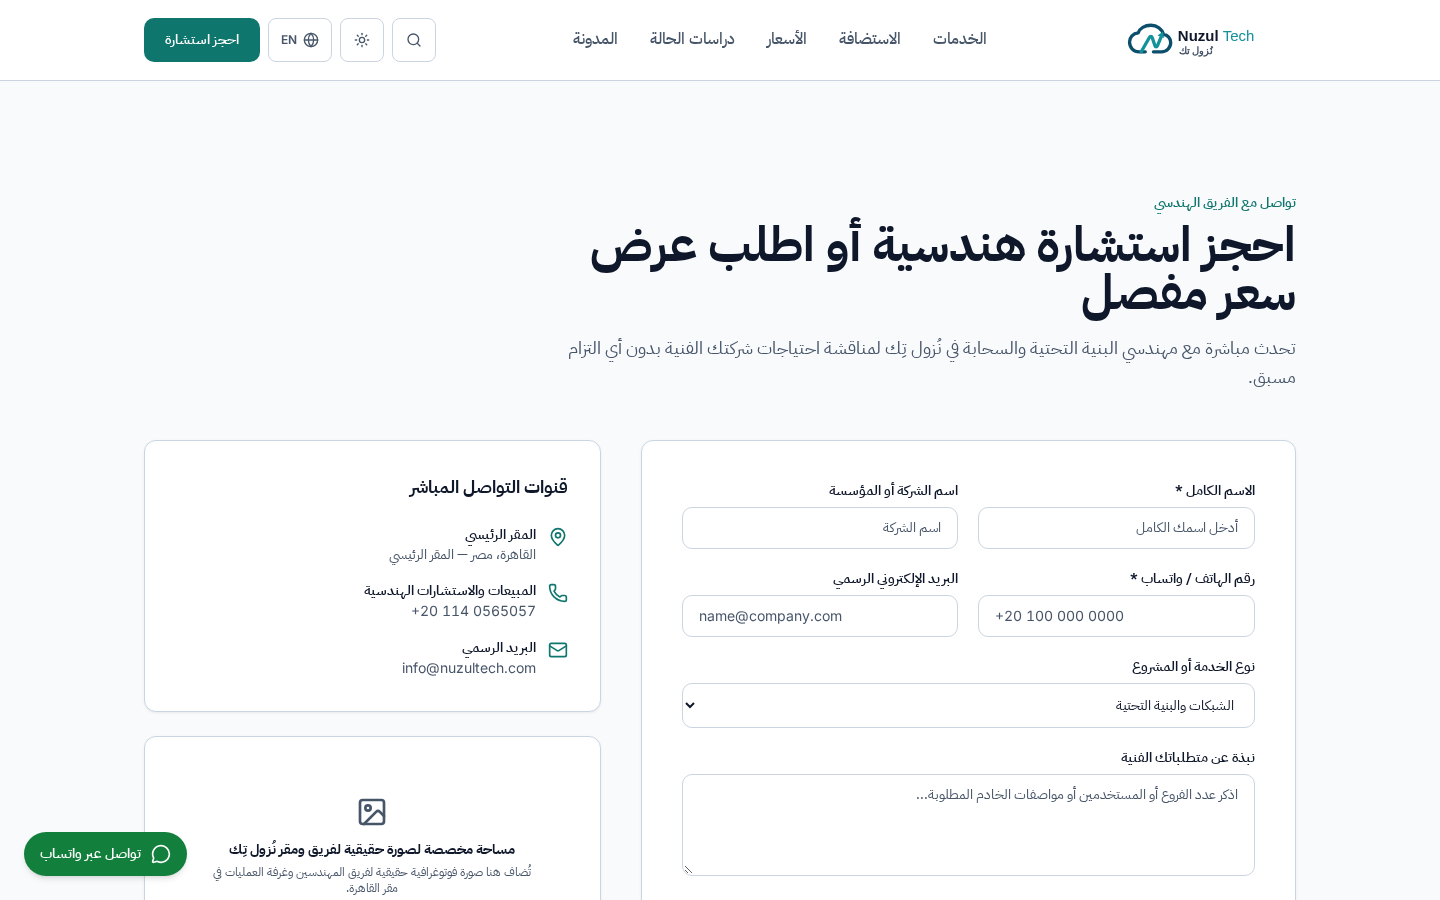 Nuzul Tech
نُزول تك
الخدمات
الاستضافة
الأسعار
دراسات الحالة
المدونة
EN
احجز استشارة
تواصل مع الفريق الهندسي
احجز استشارة هندسية أو اطلب عرض
سعر مفصل
تحدث مباشرة مع مهندسي البنية التحتية والسحابة في نُزول تِك لمناقشة احتياجات شركتك الفنية بدون أي التزام
مسبق.
الاسم الكامل *
أدخل اسمك الكامل
اسم الشركة أو المؤسسة
اسم الشركة
رقم الهاتف / واتساب *
+20 100 000 0000
البريد الإلكتروني الرسمي
name@company.com
نوع الخدمة أو المشروع
الشبكات والبنية التحتية
نبذة عن متطلباتك الفنية
اذكر عدد الفروع أو المستخدمين أو مواصفات الخادم المطلوبة...
قنوات التواصل المباشر
المقر الرئيسي
القاهرة، مصر — المقر الرئيسي
المبيعات والاستشارات الهندسية
+20 114 0565057
البريد الرسمي
info@nuzultech.com
مساحة مخصصة لصورة حقيقية لفريق ومقر نُزول تِك
تُضاف هنا صورة فوتوغرافية حقيقية لفريق المهندسين وغرفة العمليات في
مقر القاهرة.
تواصل عبر واتساب